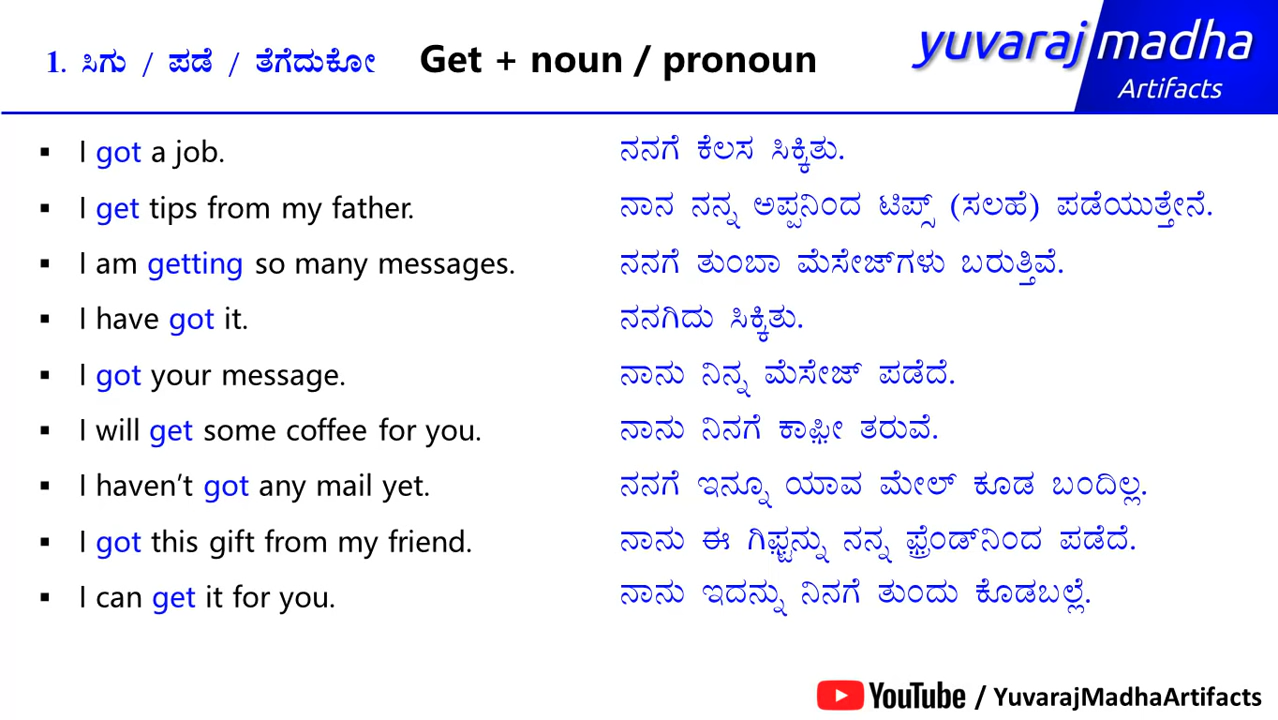 1. ಸಿಗು / ಪಡೆ / ತೆಗೆದುಕೋ Get + noun / pronoun
yuvaraj madha
Artifacts
▪ I got a job. ನನಗೆ ಕೆಲಸ ಸಿಕ್ಕಿತು.
▪ I get tips from my father. ನಾನ ನನ್ನ ಅಪ್ಪನಿಂದ ಟಿಪ್ಸ್ (ಸಲಹೆ) ಪಡೆಯುತ್ತೇನೆ.
▪ I am getting so many messages. ನನಗೆ ತುಂಬಾ ಮೆಸೇಜ್‌ಗಳು ಬರುತ್ತಿವೆ.
▪ I have got it. ನನಗಿದು ಸಿಕ್ಕಿತು.
▪ I got your message. ನಾನು ನಿನ್ನ ಮೆಸೇಜ್ ಪಡೆದೆ.
▪ I will get some coffee for you. ನಾನು ನಿನಗೆ ಕಾಫ಼ೀ ತರುವೆ.
▪ I haven’t got any mail yet. ನನಗೆ ಇನ್ನೂ ಯಾವ ಮೇಲ್ ಕೂಡ ಬಂದಿಲ್ಲ.
▪ I got this gift from my friend. ನಾನು ಈ ಗಿಫ಼್ಟನ್ನು ನನ್ನ ಫ಼್ರೆಂಡ್‌ನಿಂದ ಪಡೆದೆ.
▪ I can get it for you. ನಾನು ಇದನ್ನು ನಿನಗೆ ತುಂದು ಕೊಡಬಲ್ಲೆ.
YouTube / YuvarajMadhaArtifacts